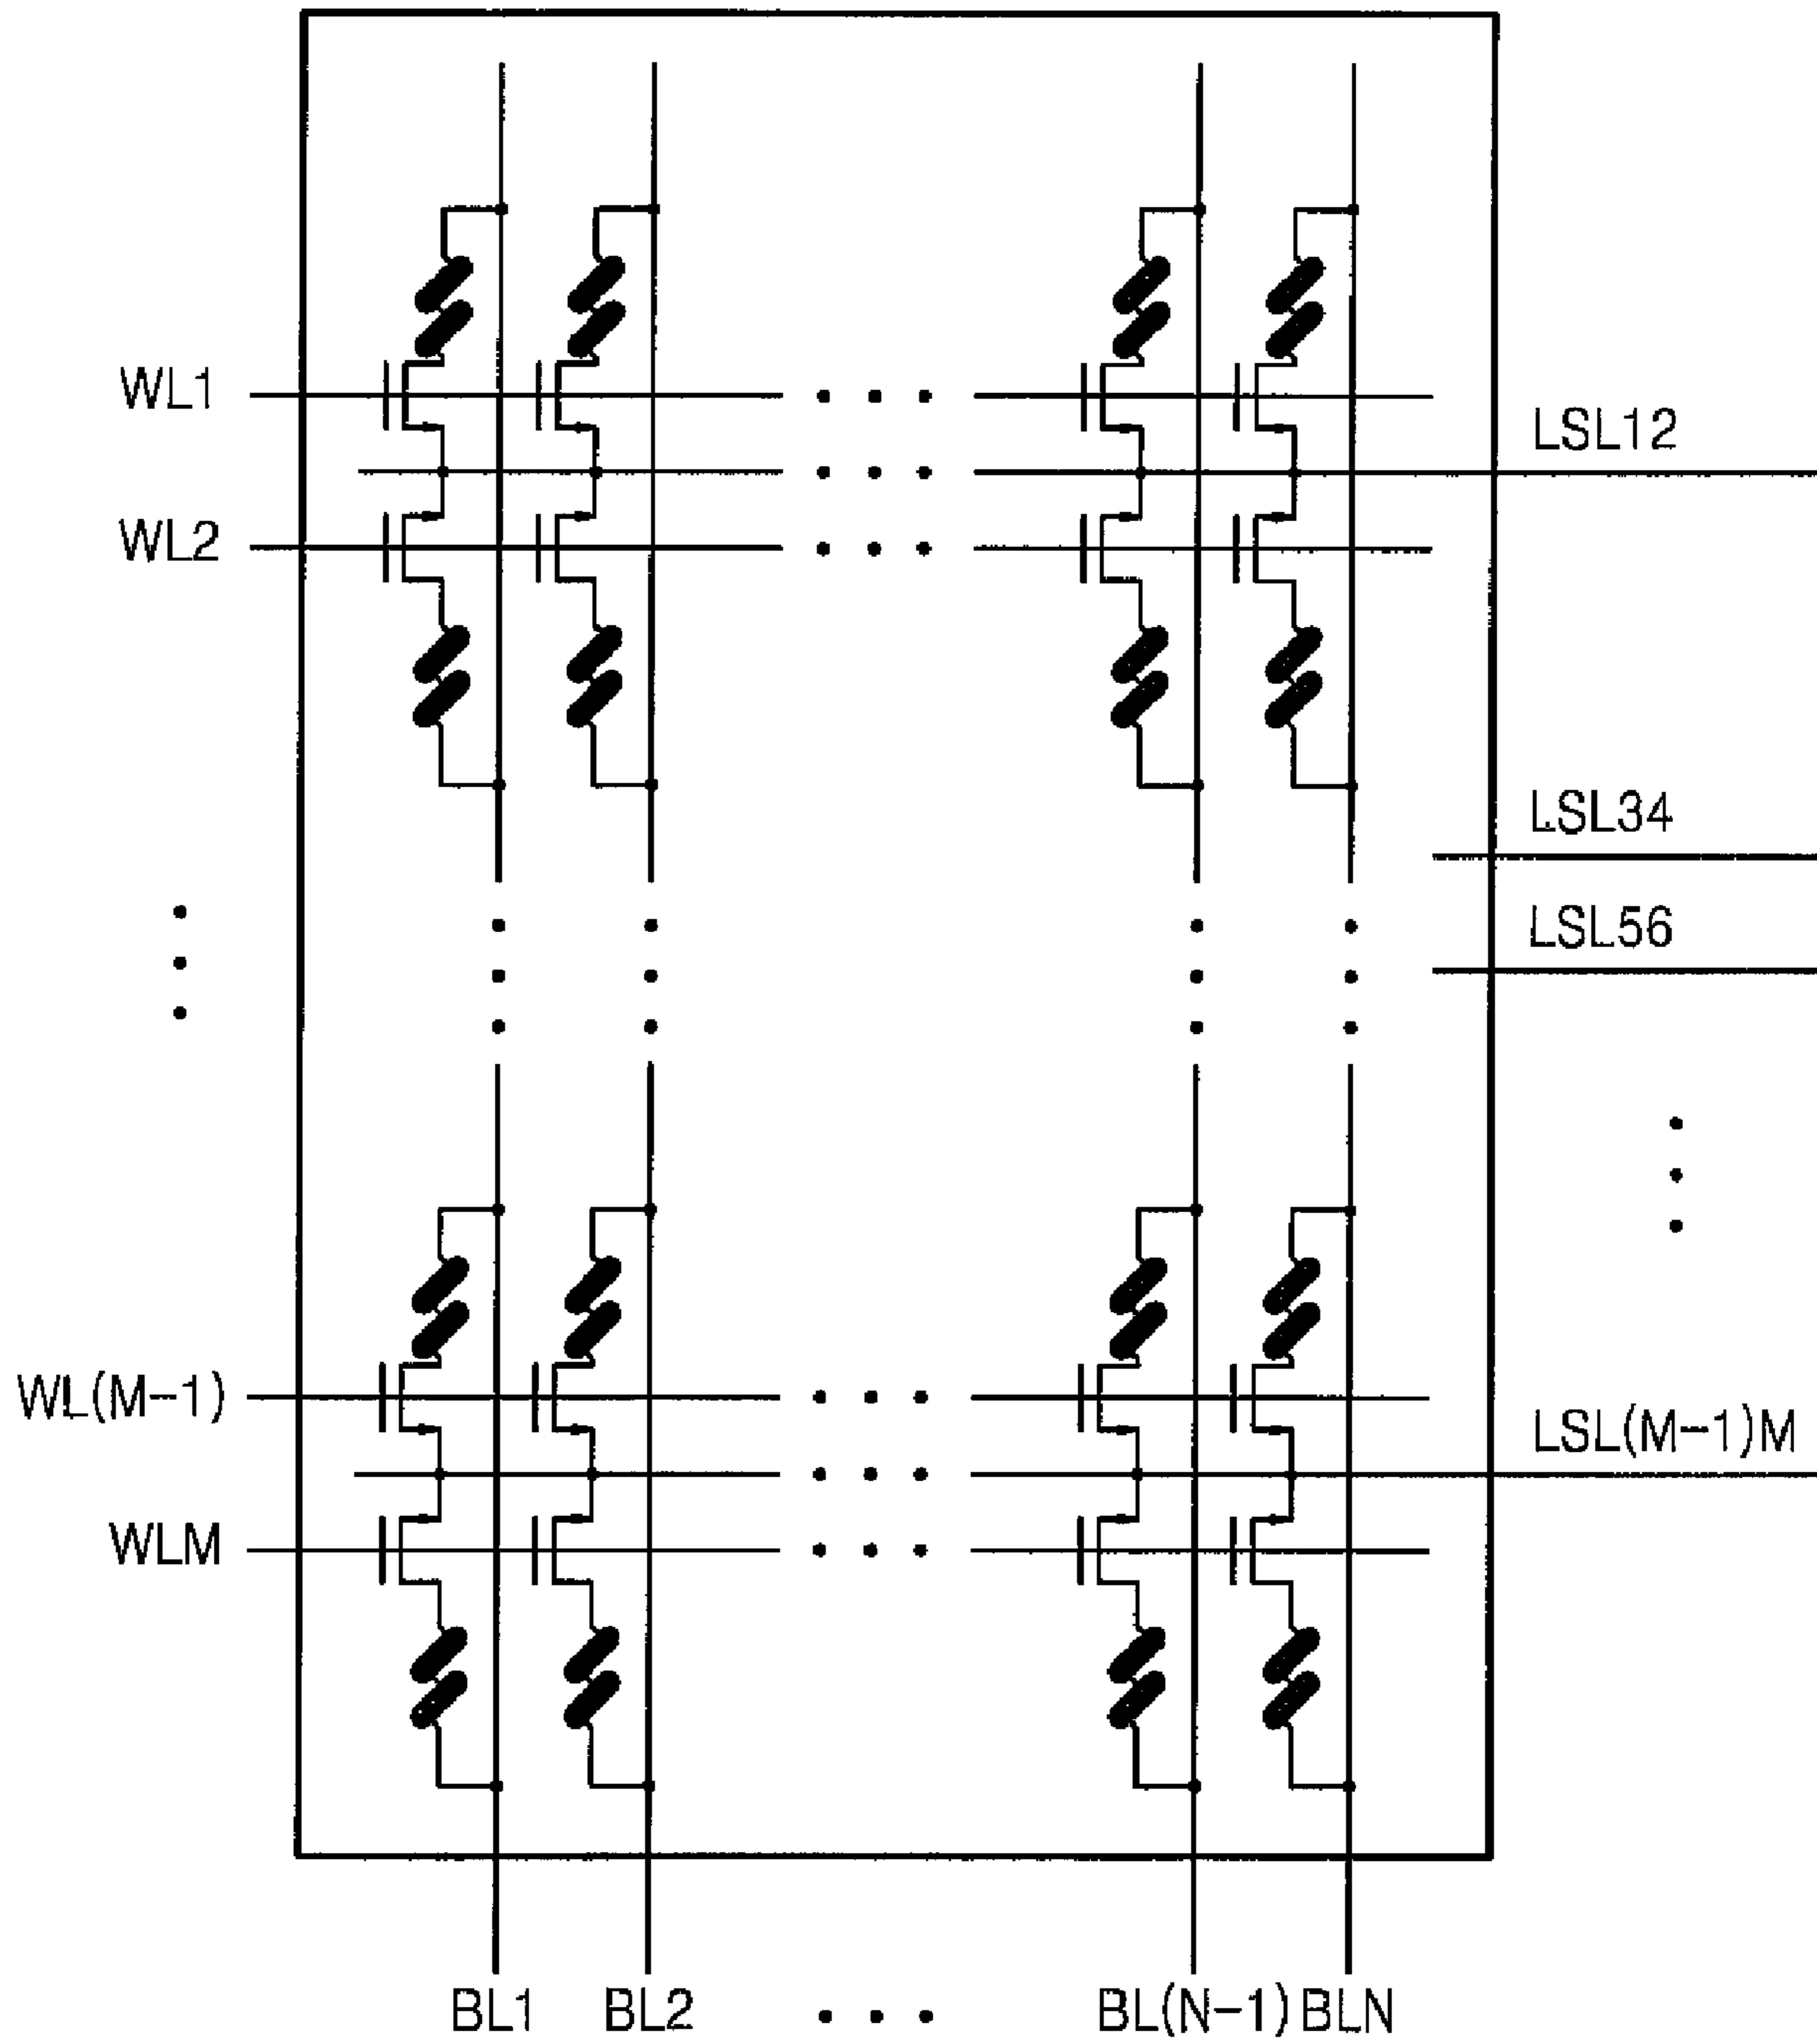 WL1
LSL12
WL2
LSL34
LSL56
WL(M-1)
LSL(M-1)M
WLM
BL1 BL2 • • • BL(N-1) BLN